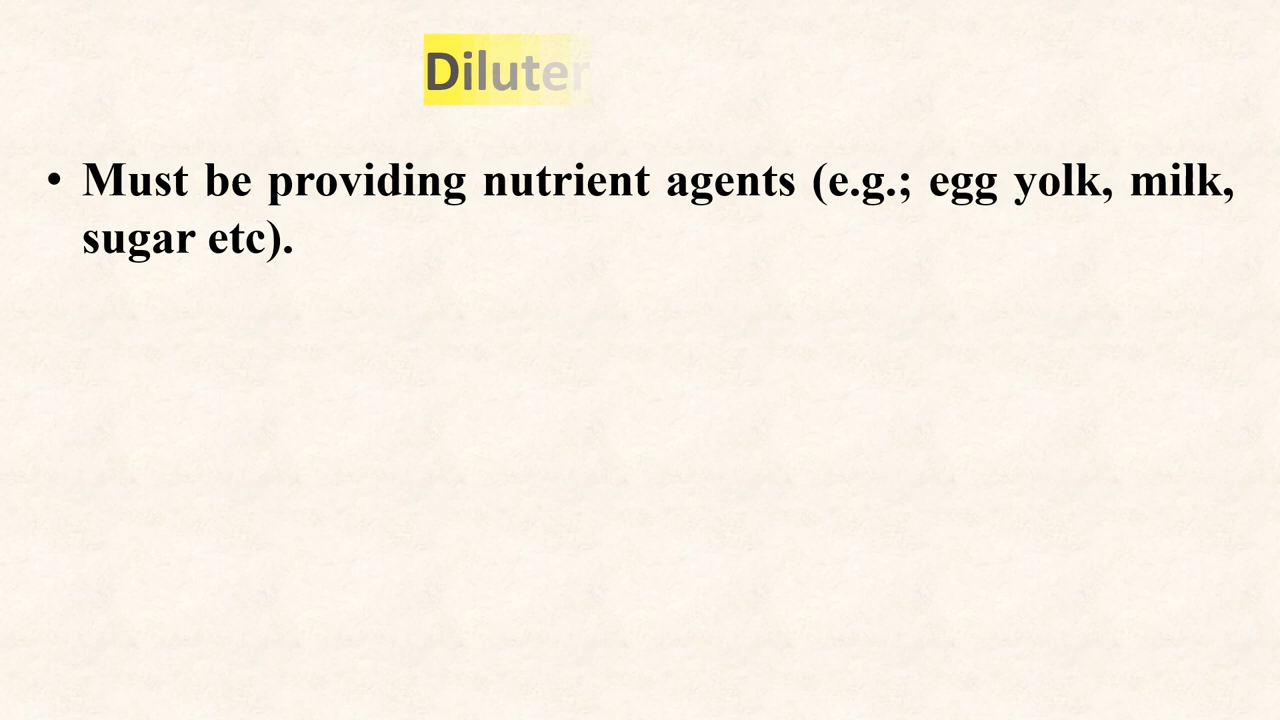 Diluter
• Must be providing nutrient agents (e.g.; egg yolk, milk,
sugar etc).